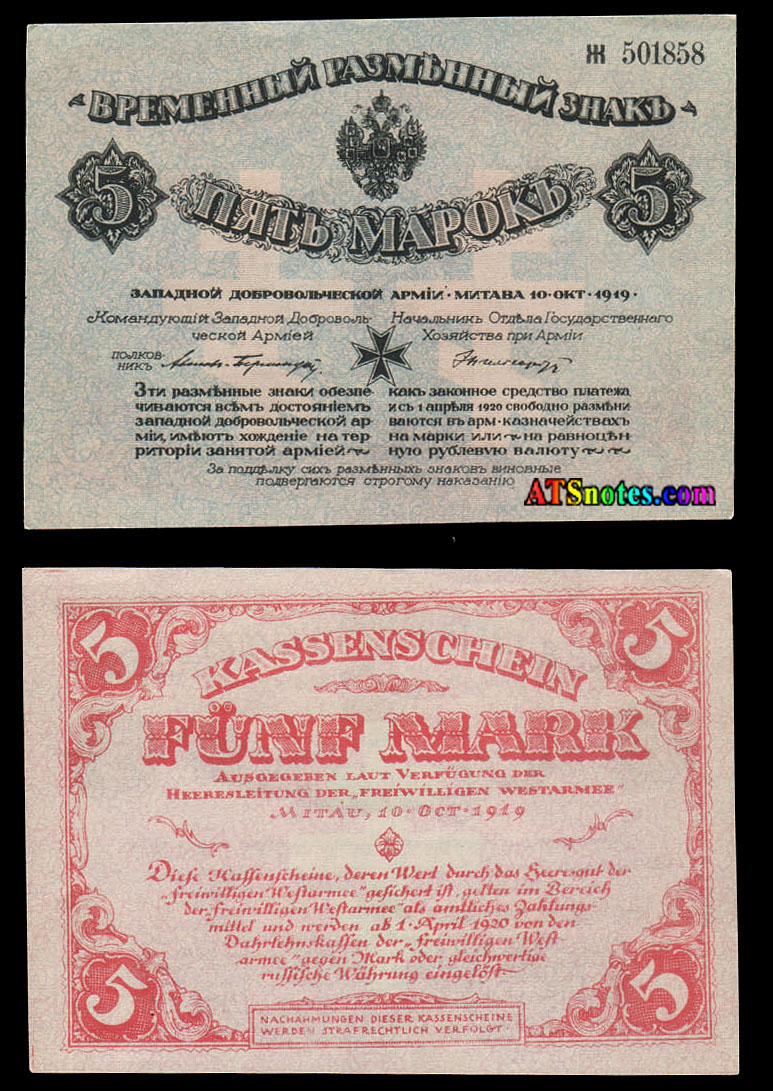 Ж 501858
ВРЕМЕННЫЙ РАЗМѢННЫЙ ЗНАКЪ
5 ПЯТЬ МАРОКЪ 5
ЗАПАДНОЙ ДОБРОВОЛЬЧЕСКОЙ АРМІИ · МИТАВА 10 · ОКТ · 1919 ·
Командующій Западной Доброволь-
ческой Арміей
полков-
никъ
Начальникъ Отдѣла Государственнаго
Хозяйства при Арміи
Эти размѣнные знаки обезпе-
чиваются всѣмъ достояніемъ
западной добровольческой ар-
міи, имѣютъ хожденіе на тер-
риторіи занятой арміей
какъ законное средство платежа
и съ 1 апрѣля 1920 свободно размѣни
ваются въ арм · казначействахъ
на марки или на равноцѣн
ную рублевую валюту
За поддѣлку сихъ размѣнныхъ знаковъ виновные
подвергаются строгому наказанію
ATSnotes.com
5 5
KASSENSCHEIN
FÜNF MARK
AUSGEGEBEN LAUT VERFÜGUNG DER
HEERESLEITUNG DER „FREIWILLIGEN WESTARMEE"
MITAU, 10 · OCT · 1919
Diese Kassenscheine, deren Wert durch das Heeresgut der
„freiwilligen Westarmee" gesichert ist, gelten im Bereich
der „freiwilligen Westarmee" als amtliches Zahlungs-
mittel und werden ab 1 · April 1920 von den
Dahrlehnskassen der „freiwilligen West-
armee" gegen Mark oder gleichwertige
russische Währung eingelöst
5 5
NACHAHMUNGEN DIESER KASSENSCHEINE
WERDEN STRAFRECHTLICH VERFOLGT ·